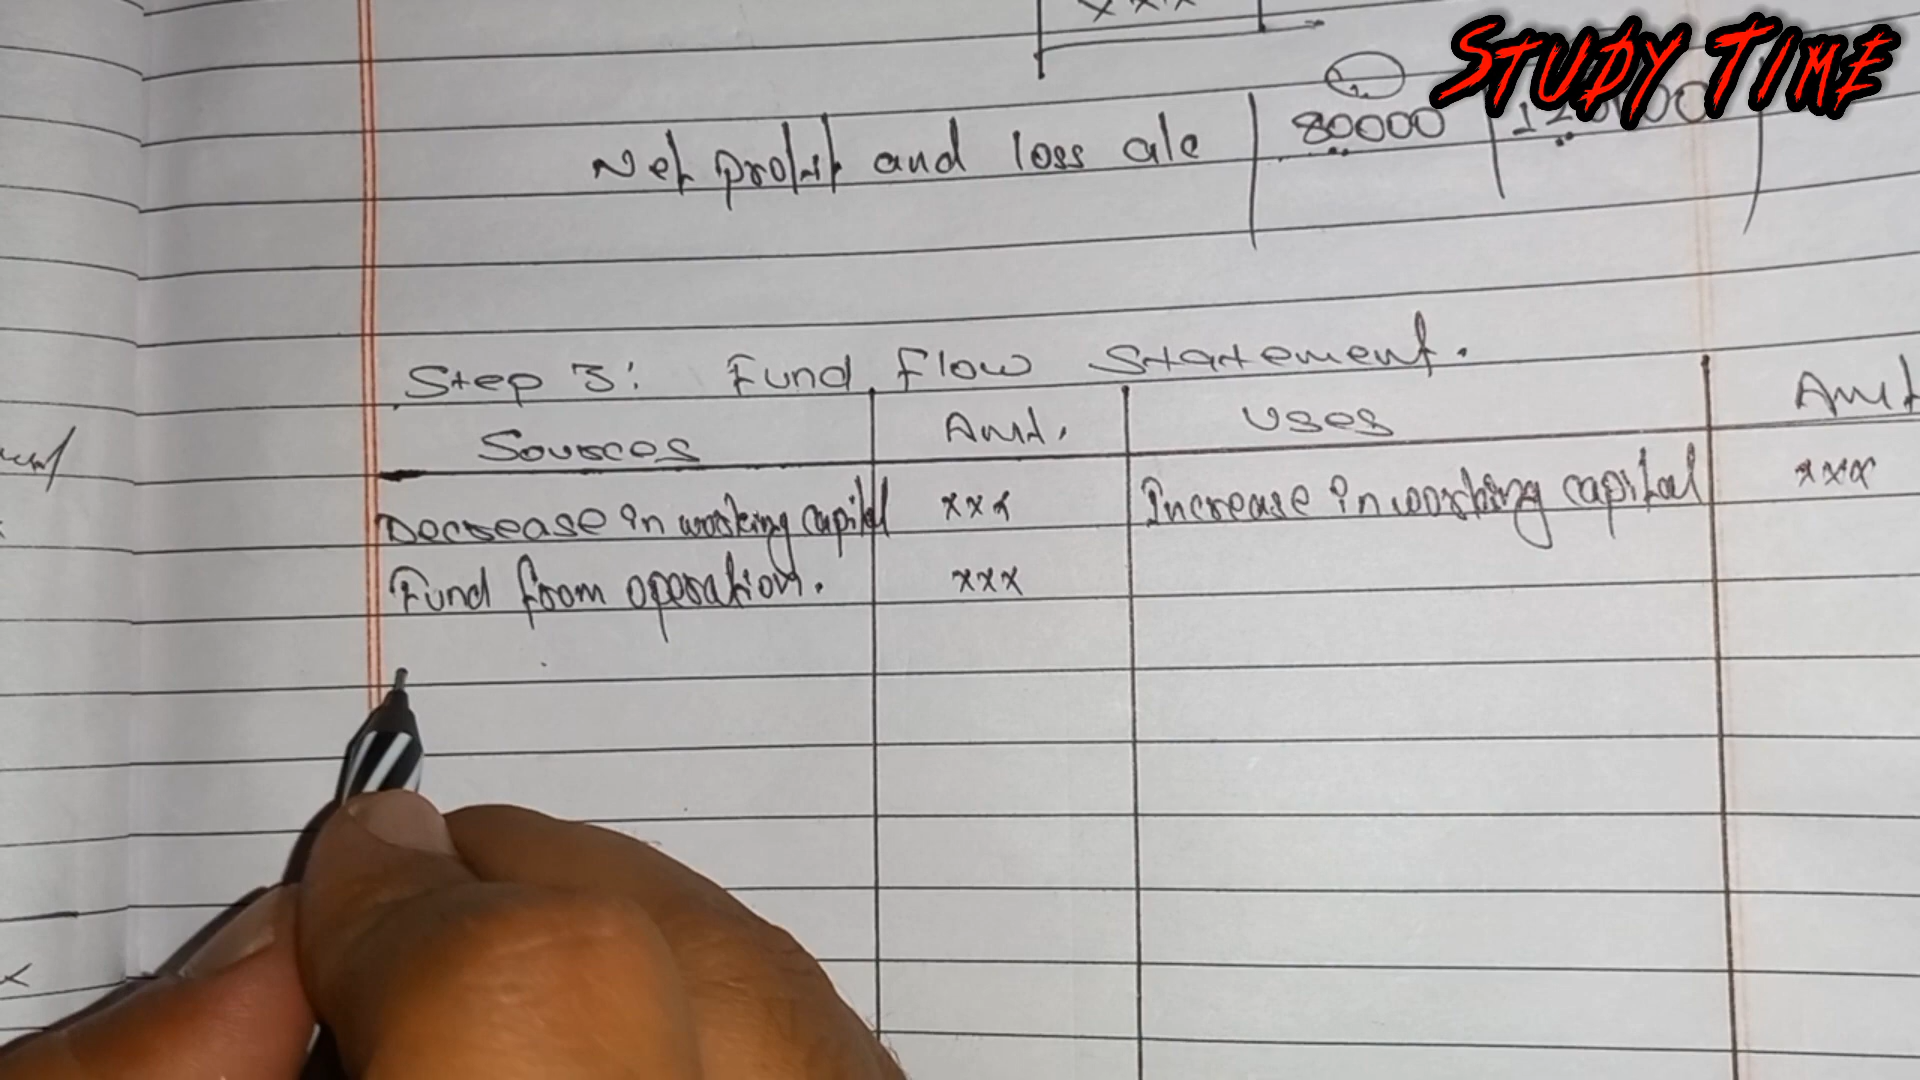 xxx
STUDY TIME
Net profit and loss a/c 80000
Step 3: Fund Flow Statement.
Sources Amt. Uses Amt
Decrease in working capital xxx Increase in working capital xxx
Fund from operation. xxx